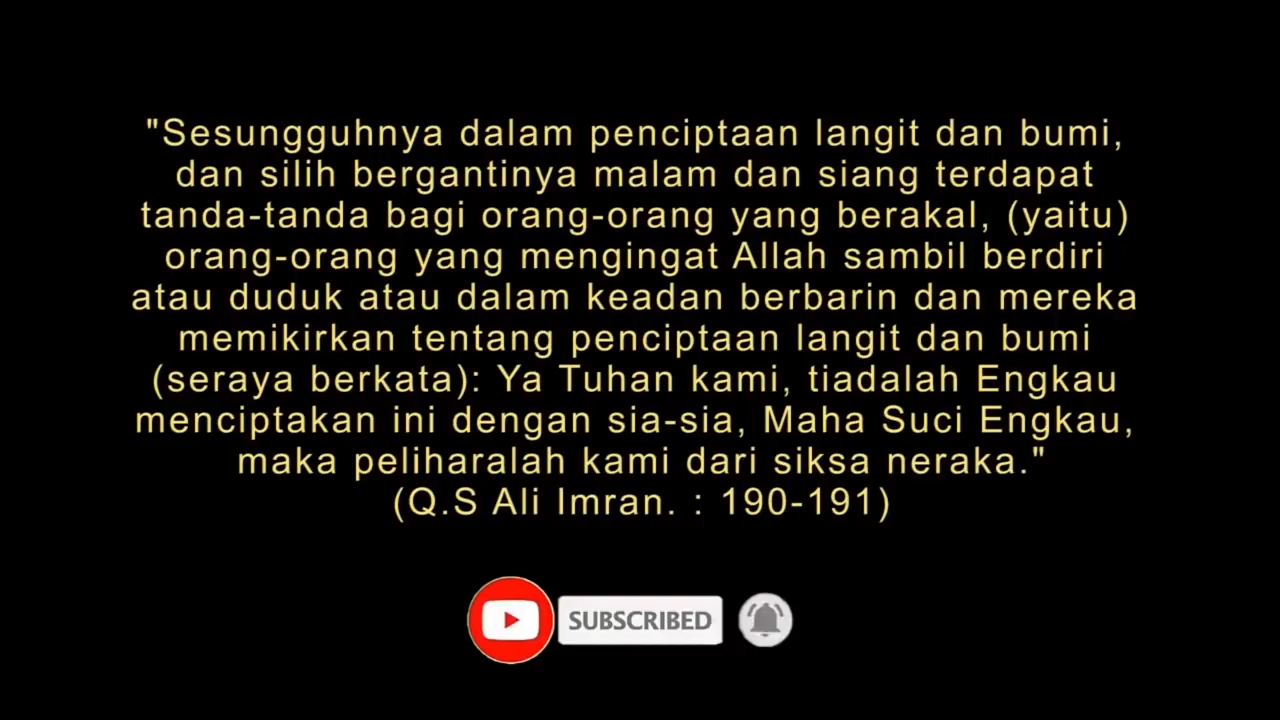 "Sesungguhnya dalam penciptaan langit dan bumi,
dan silih bergantinya malam dan siang terdapat
tanda-tanda bagi orang-orang yang berakal, (yaitu)
orang-orang yang mengingat Allah sambil berdiri
atau duduk atau dalam keadan berbarin dan mereka
memikirkan tentang penciptaan langit dan bumi
(seraya berkata): Ya Tuhan kami, tiadalah Engkau
menciptakan ini dengan sia-sia, Maha Suci Engkau,
maka peliharalah kami dari siksa neraka."
(Q.S Ali Imran. : 190-191)
SUBSCRIBED